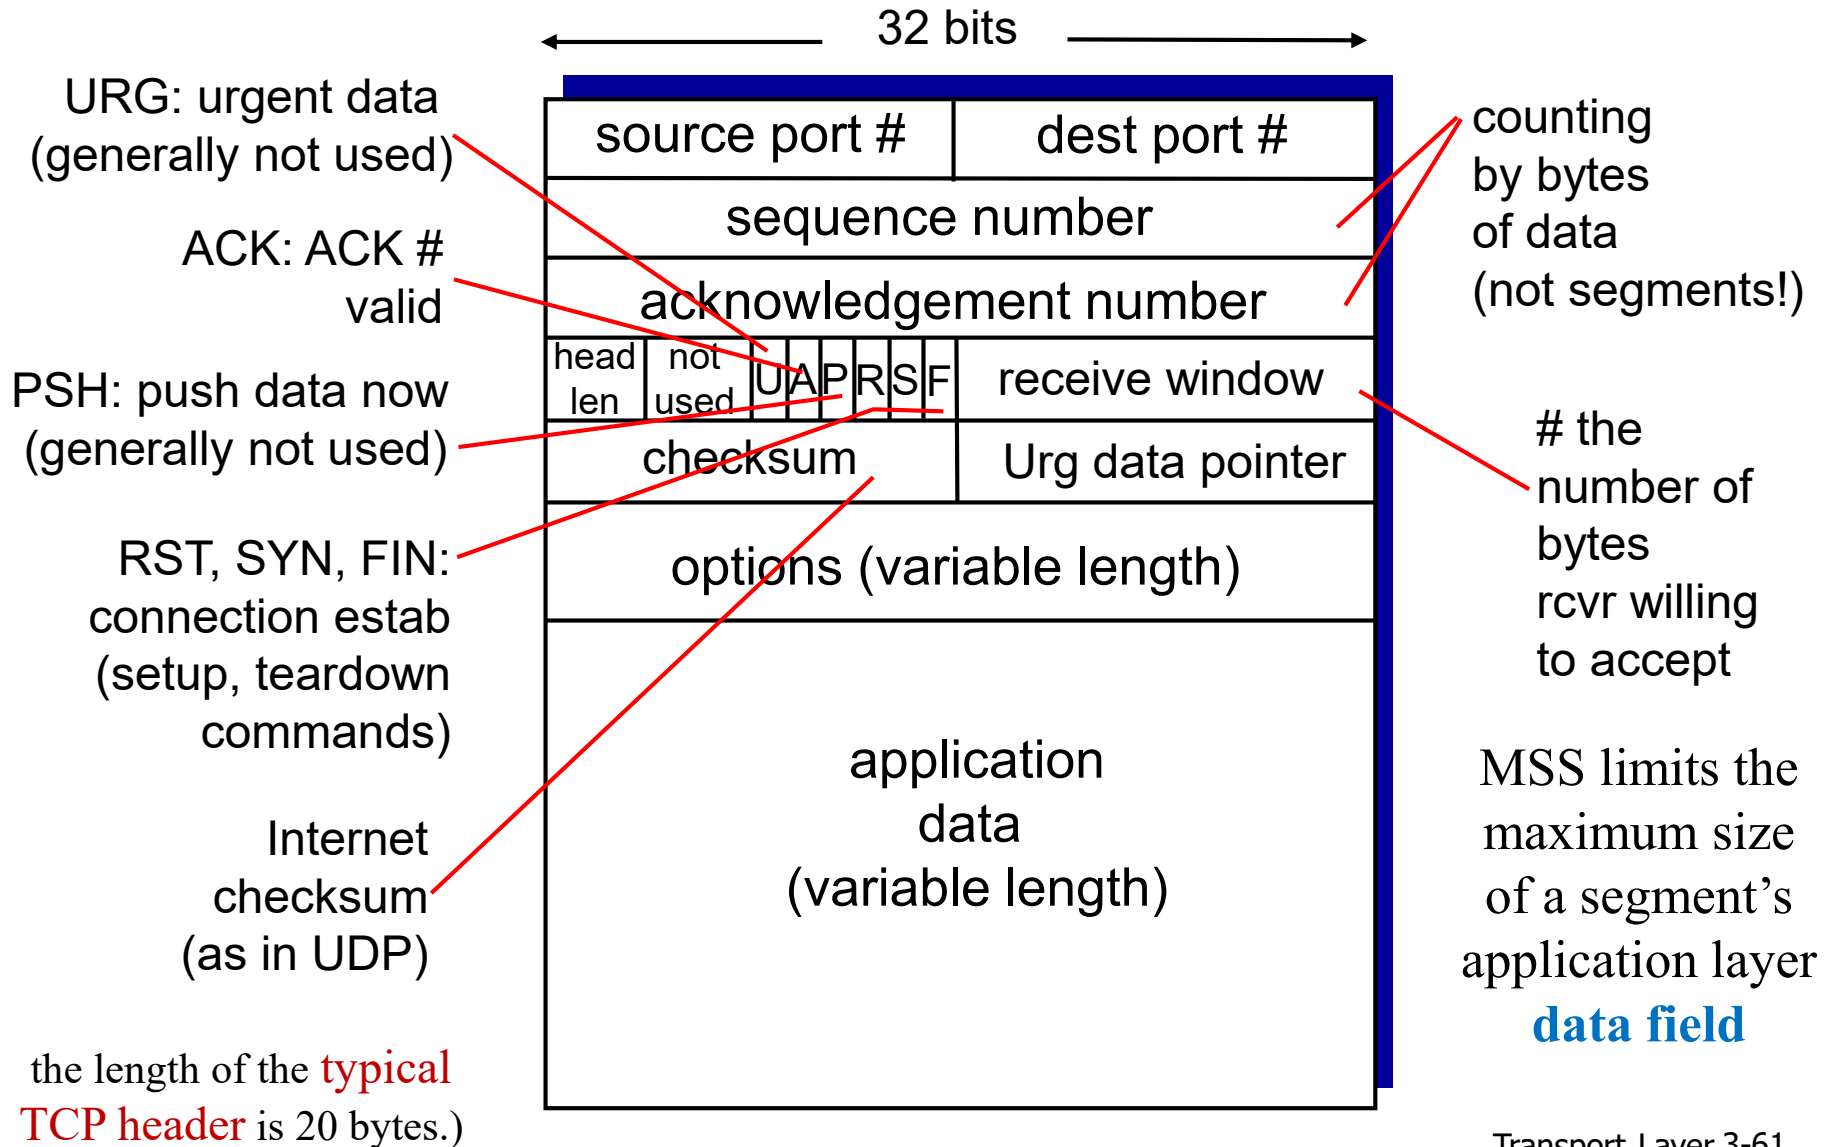 32 bits
URG: urgent data
(generally not used)
ACK: ACK #
valid
PSH: push data now
(generally not used)
RST, SYN, FIN:
connection estab
(setup, teardown
commands)
Internet
checksum
(as in UDP)
the length of the typical
TCP header is 20 bytes.)
source port #
dest port #
sequence number
acknowledgement number
head
len
not
used
U
A
P
R
S
F
receive window
checksum
Urg data pointer
options (variable length)
application
data
(variable length)
counting
by bytes
of data
(not segments!)
# the
number of
bytes
rcvr willing
to accept
MSS limits the
maximum size
of a segment’s
application layer
data field
Transport Layer 3-61